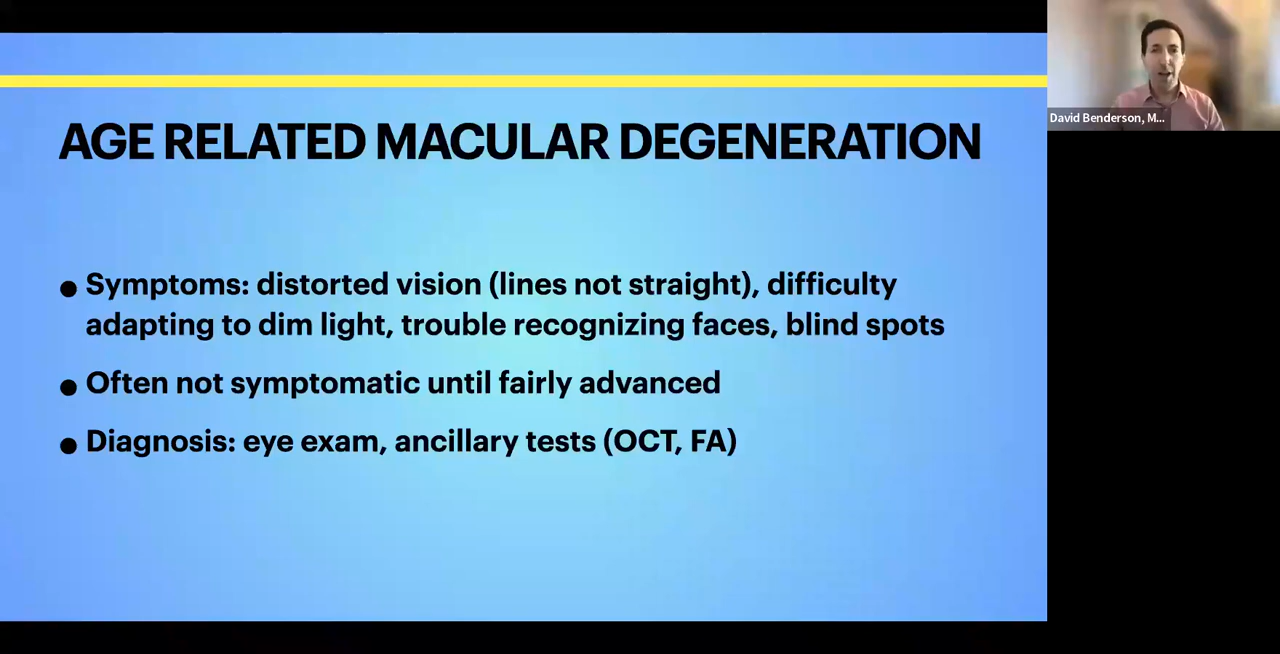 AGE RELATED MACULAR DEGENERATION
● Symptoms: distorted vision (lines not straight), difficulty
adapting to dim light, trouble recognizing faces, blind spots
● Often not symptomatic until fairly advanced
● Diagnosis: eye exam, ancillary tests (OCT, FA)
David Benderson, M...